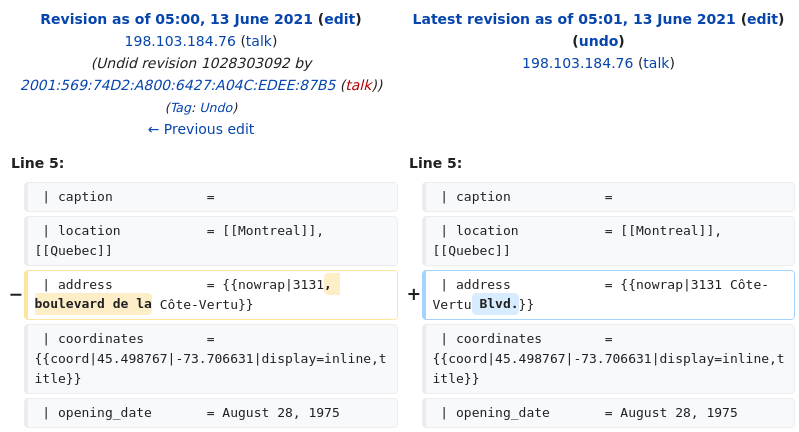 Revision as of 05:00, 13 June 2021 (edit)
198.103.184.76 (talk)
(Undid revision 1028303092 by
2001:569:74D2:A800:6427:A04C:EDEE:87B5 (talk))
(Tag: Undo)
← Previous edit
Latest revision as of 05:01, 13 June 2021 (edit)
(undo)
198.103.184.76 (talk)
Line 5:
Line 5:
| caption            =
| caption            =
| location           = [[Montreal]],
[[Quebec]]
| location           = [[Montreal]],
[[Quebec]]
− | address            = {{nowrap|3131,
boulevard de la Côte-Vertu}}
+ | address            = {{nowrap|3131 Côte-
Vertu Blvd.}}
| coordinates        =
{{coord|45.498767|-73.706631|display=inline,t
itle}}
| coordinates        =
{{coord|45.498767|-73.706631|display=inline,t
itle}}
| opening_date       = August 28, 1975
| opening_date       = August 28, 1975